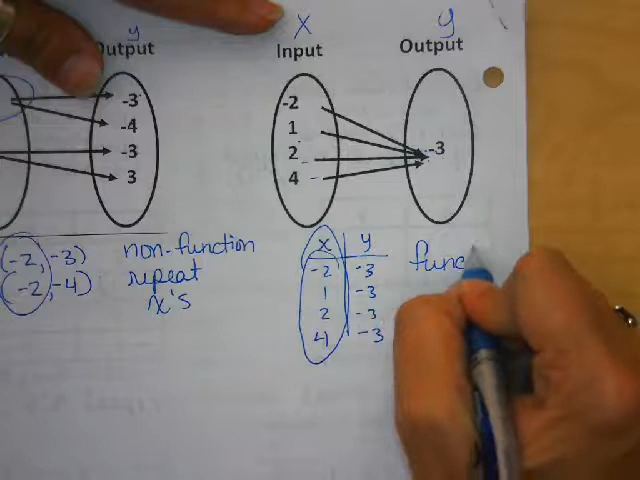 y
Output
-3
-4
-3
3
(-2, -3)
(-2, -4)
non-function
repeat
x's
x y
Input Output
-2
1
2
4
-3
x y
-2 -3
1 -3
2 -3
4 -3
func